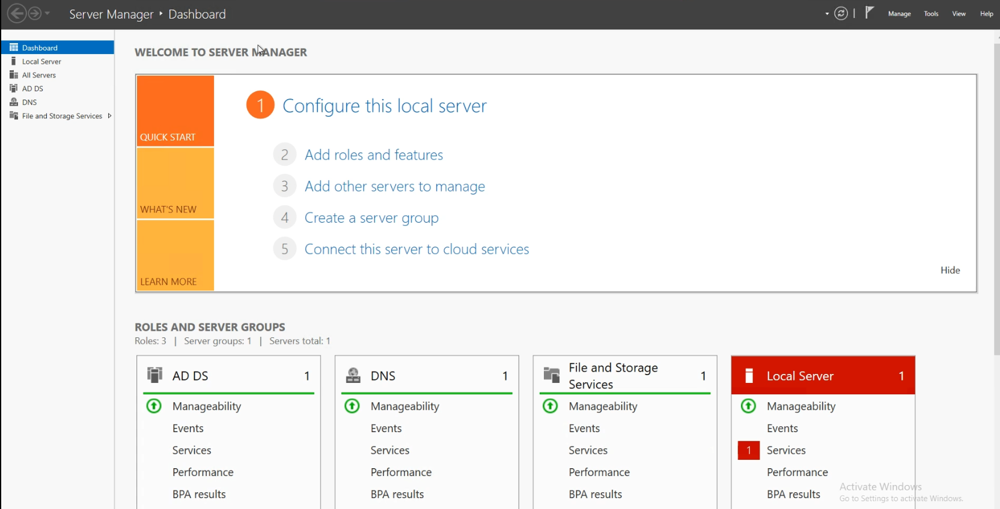 Server Manager ‣ Dashboard
Manage Tools View Help
Dashboard
Local Server
All Servers
AD DS
DNS
File and Storage Services
WELCOME TO SERVER MANAGER
QUICK START
WHAT'S NEW
LEARN MORE
1 Configure this local server
2 Add roles and features
3 Add other servers to manage
4 Create a server group
5 Connect this server to cloud services
Hide
ROLES AND SERVER GROUPS
Roles: 3 | Server groups: 1 | Servers total: 1
AD DS 1
Manageability
Events
Services
Performance
BPA results
DNS 1
Manageability
Events
Services
Performance
BPA results
File and Storage
Services 1
Manageability
Events
Services
Performance
BPA results
Local Server 1
Manageability
Events
1 Services
Performance
BPA results
Activate Windows
Go to Settings to activate Windows.